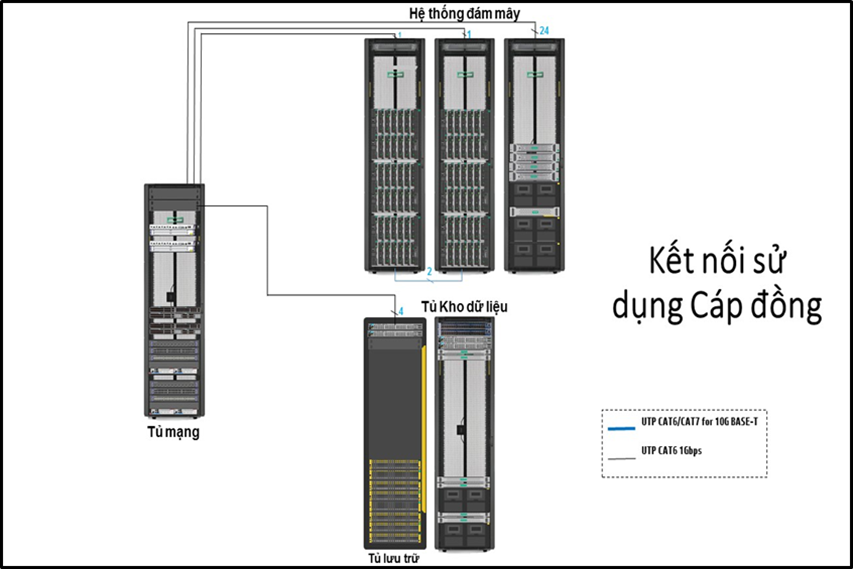 Hệ thống đám mây
1
1
24
2
Kết nối sử
dụng Cáp đồng
Tủ Kho dữ liệu
4
Tủ mạng
UTP CAT6/CAT7 for 10G BASE-T
UTP CAT6 1Gbps
Tủ lưu trữ